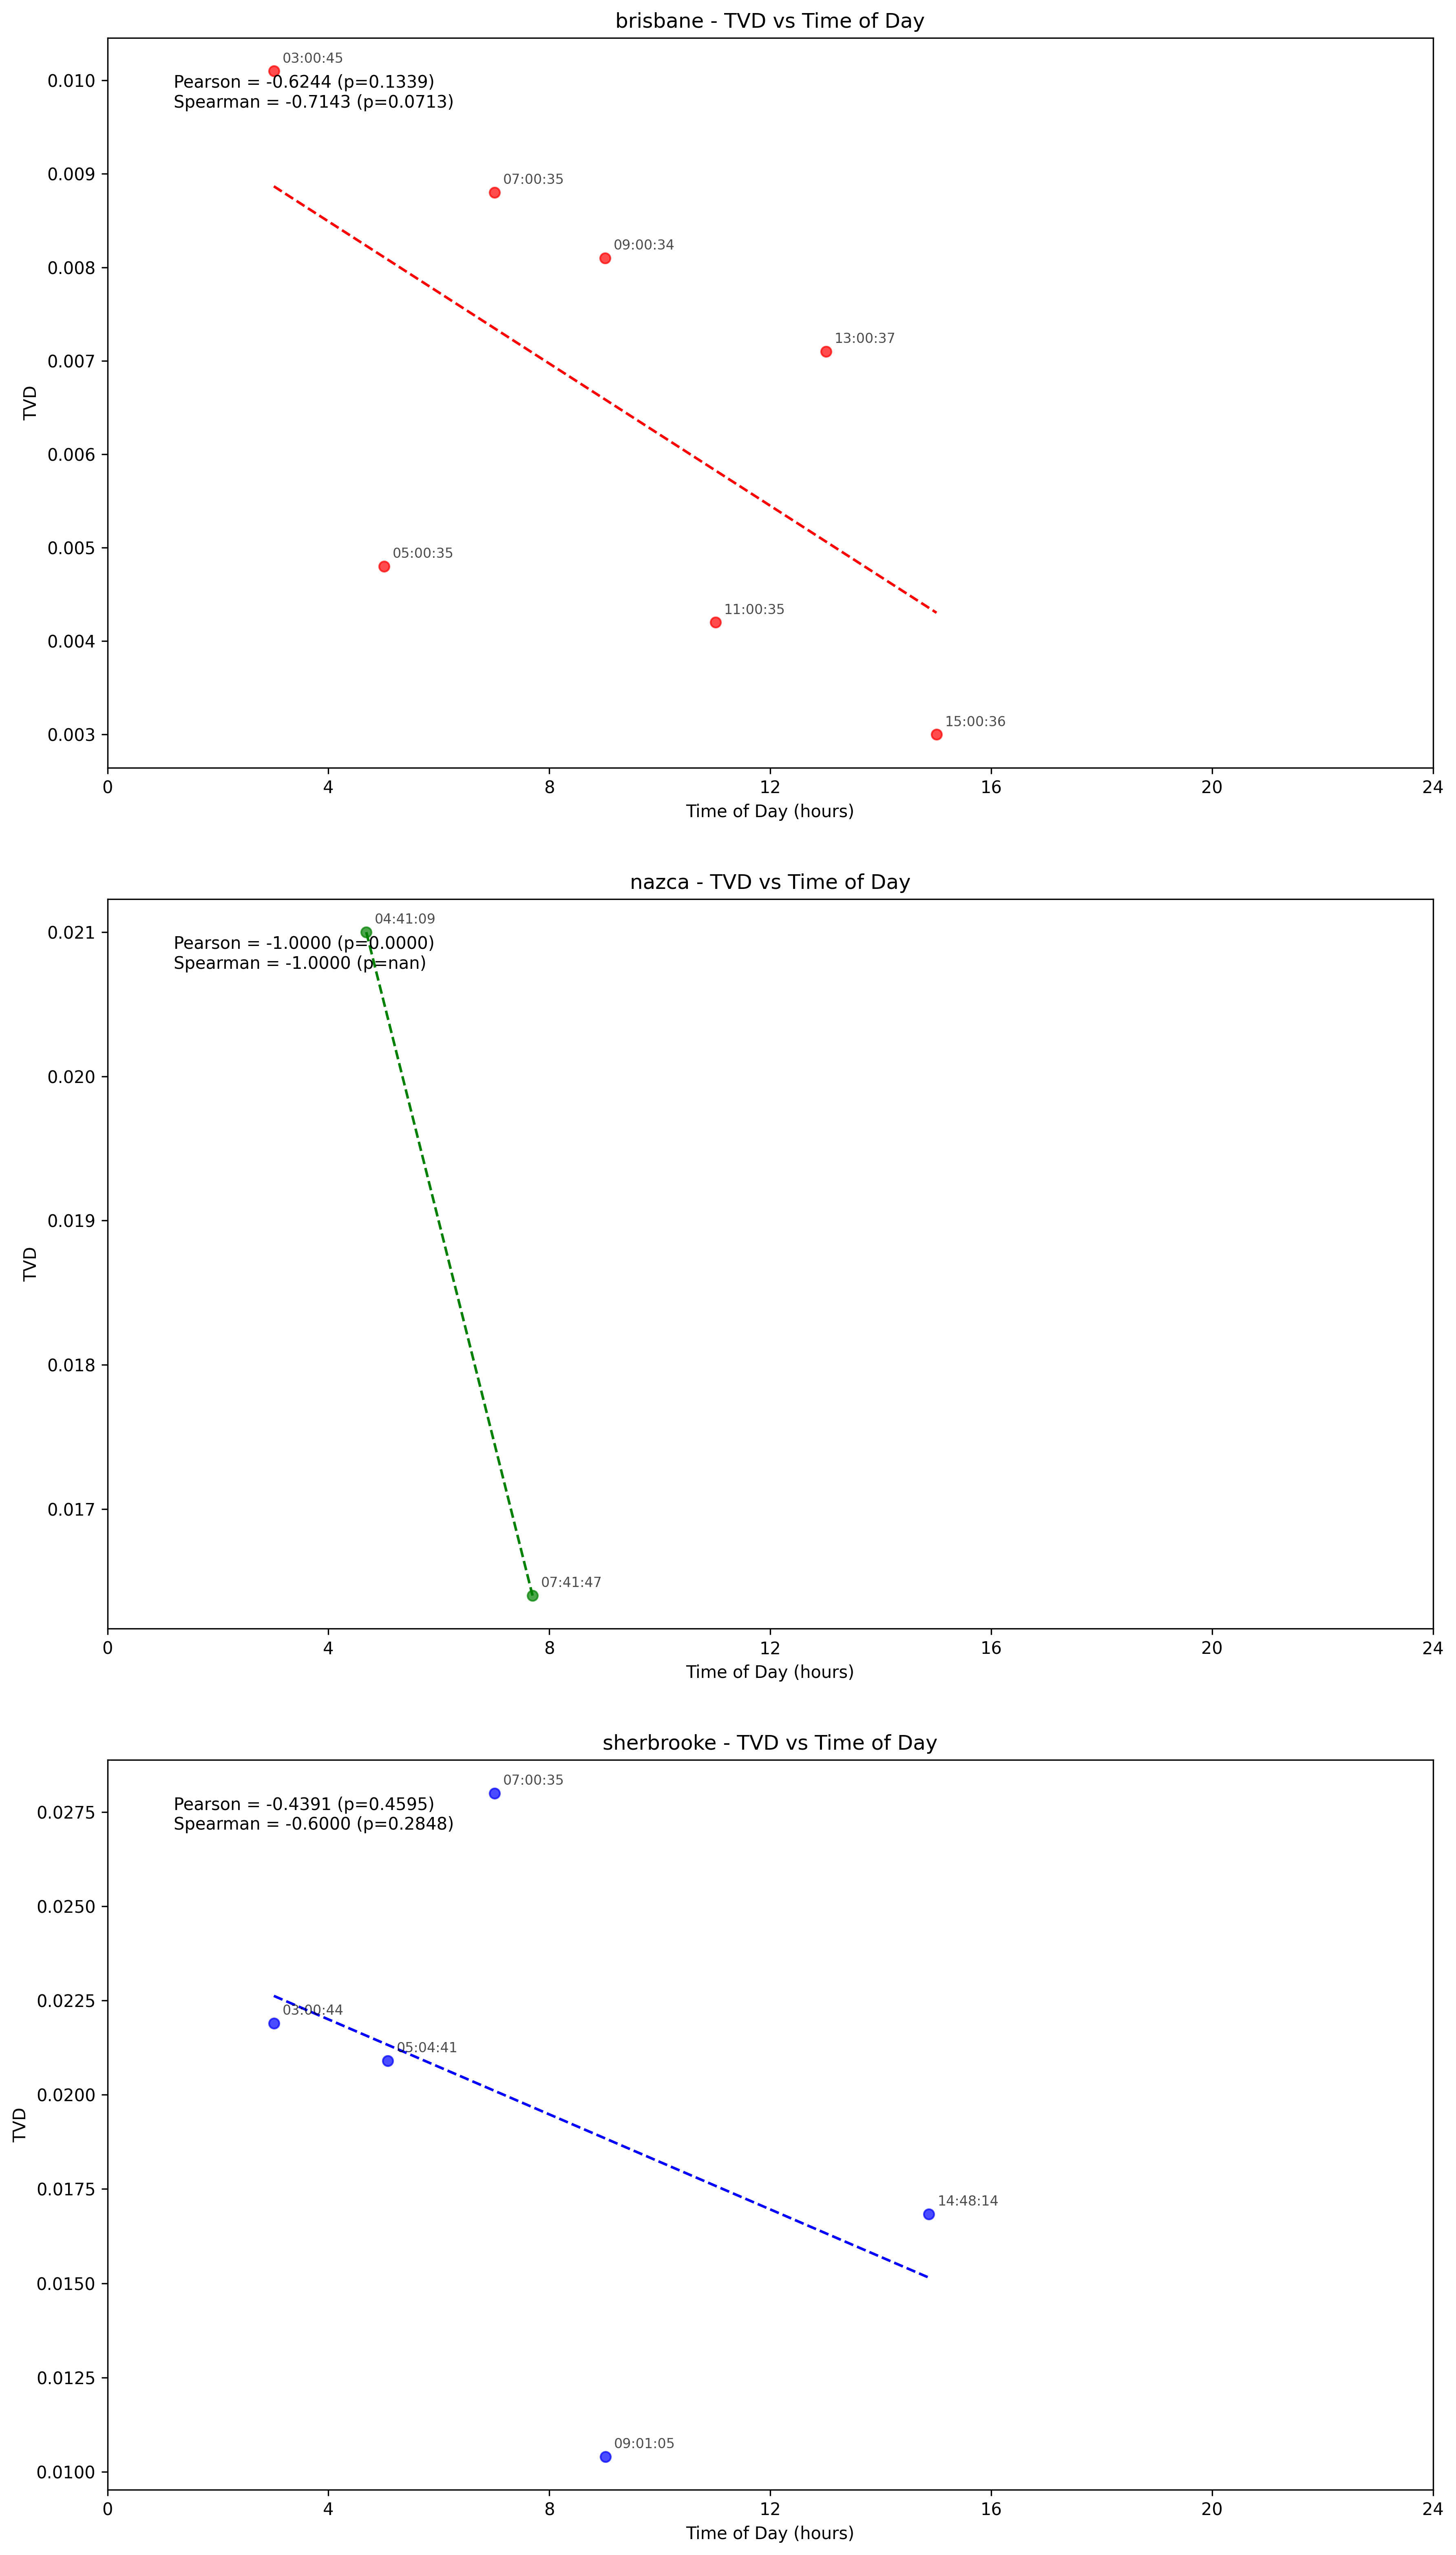 brisbane - TVD vs Time of Day
03:00:45
Pearson = -0.6244 (p=0.1339)
Spearman = -0.7143 (p=0.0713)
0.010
0.009
07:00:35
09:00:34
0.008
13:00:37
0.007
TVD
0.006
05:00:35
0.005
11:00:35
0.004
15:00:36
0.003
0 4 8 12 16 20 24
Time of Day (hours)
nazca - TVD vs Time of Day
04:41:09
0.021
Pearson = -1.0000 (p=0.0000)
Spearman = -1.0000 (p=nan)
0.020
0.019
TVD
0.018
0.017
07:41:47
0 4 8 12 16 20 24
Time of Day (hours)
sherbrooke - TVD vs Time of Day
07:00:35
Pearson = -0.4391 (p=0.4595)
Spearman = -0.6000 (p=0.2848)
0.0275
0.0250
0.0225
03:00:44
05:04:41
0.0200
TVD
0.0175
14:48:14
0.0150
0.0125
09:01:05
0.0100
0 4 8 12 16 20 24
Time of Day (hours)